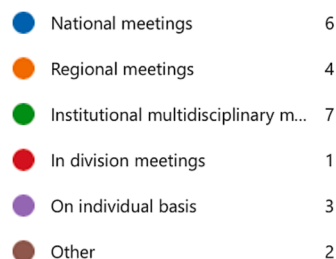 National meetings 6
Regional meetings 4
Institutional multidisciplinary m... 7
In division meetings 1
On individual basis 3
Other 2